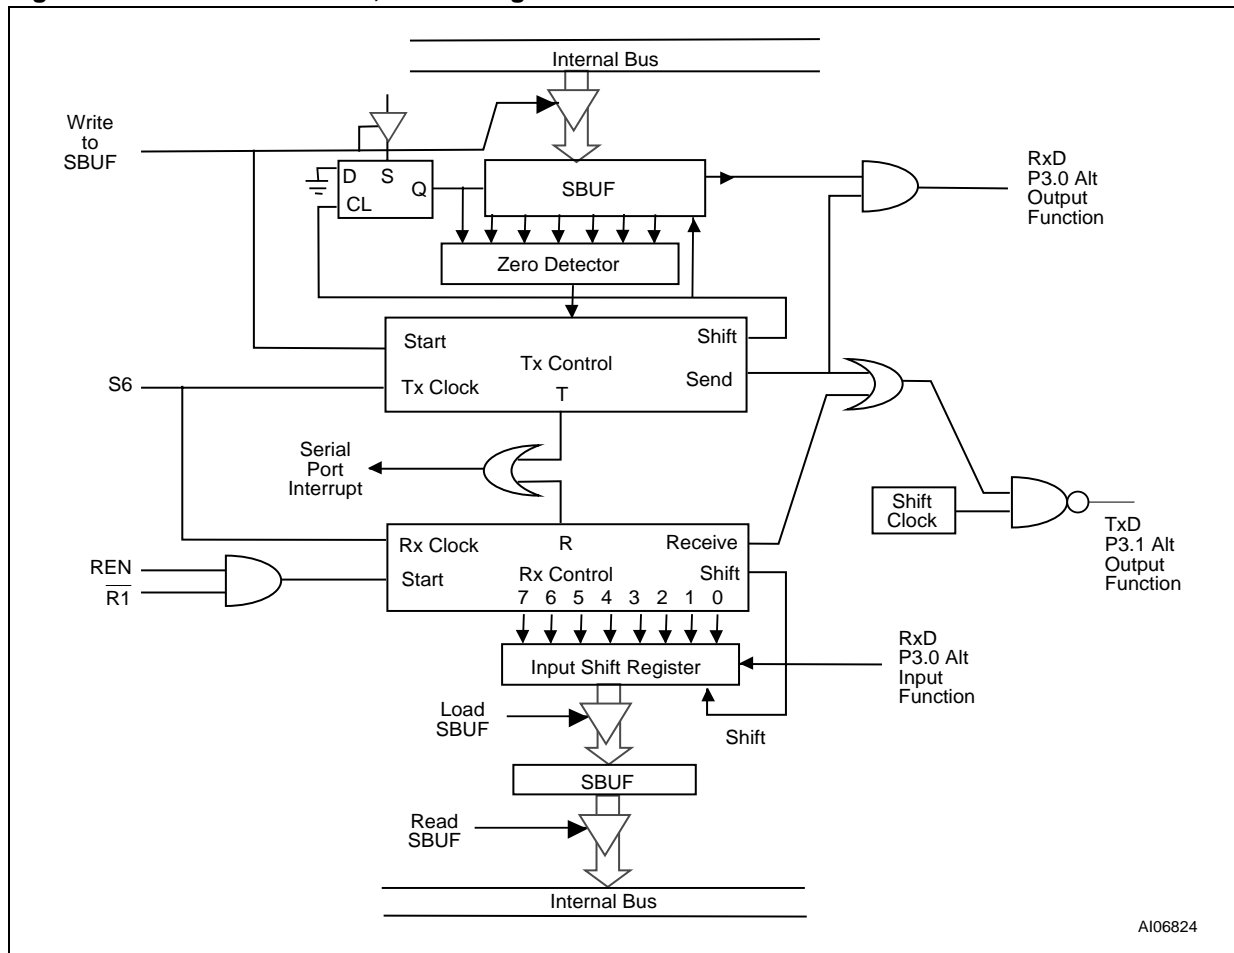 Internal Bus
Write
to
SBUF
D S
Q
CL
SBUF
RxD
P3.0 Alt
Output
Function
Zero Detector
Start
Shift
Tx Control
S6
Tx Clock
Send
T
Serial
Port
Interrupt
Shift
Clock
TxD
P3.1 Alt
Output
Function
Rx Clock
R
Receive
REN
R1
Start
Rx Control
Shift
7 6 5 4 3 2 1 0
Input Shift Register
RxD
P3.0 Alt
Input
Function
Load
SBUF
Shift
SBUF
Read
SBUF
Internal Bus
AI06824